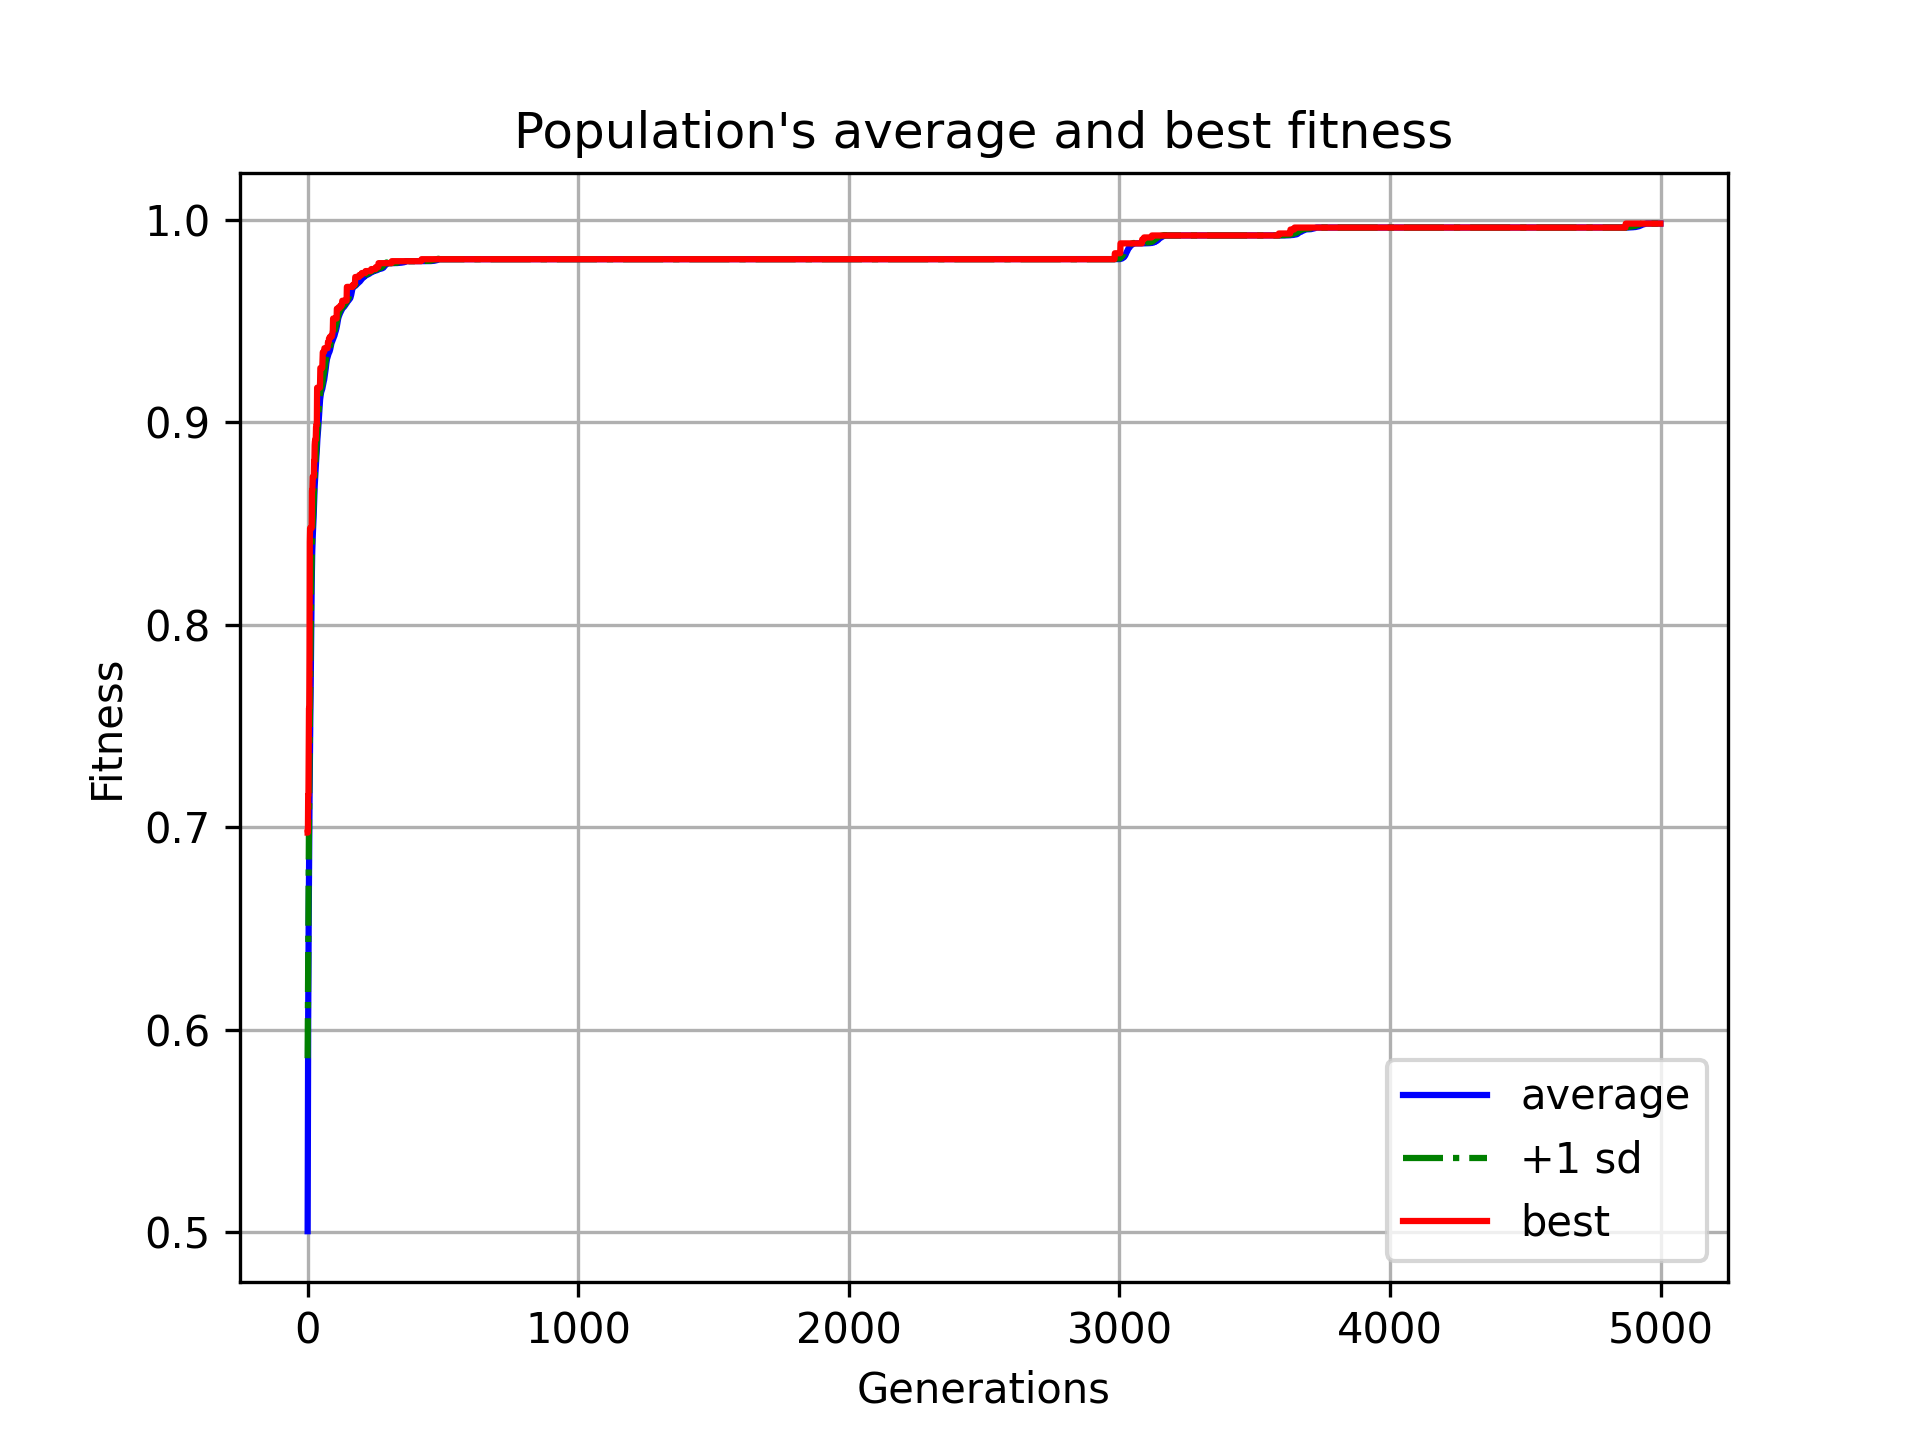 Population's average and best fitness
1.0
0.9
0.8
0.7
0.6
0.5
Fitness
0 1000 2000 3000 4000 5000
Generations
average
+1 sd
best